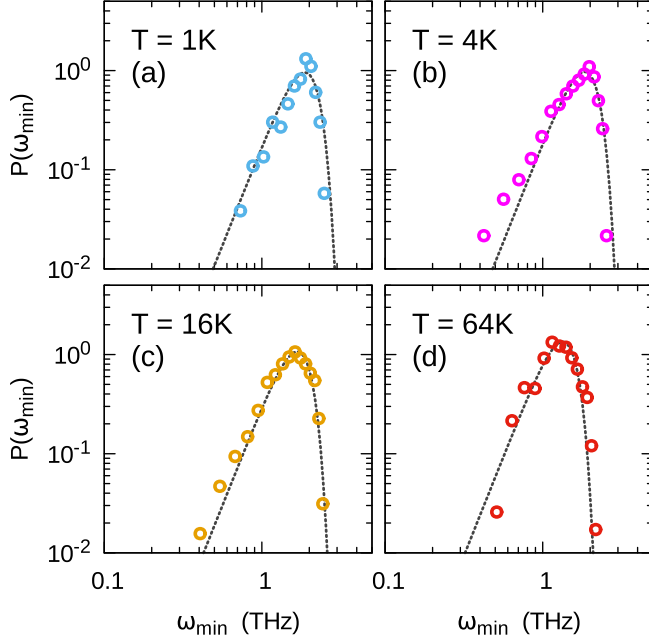 T = 1K
(a)
T = 4K
(b)
P(ω_min)
10^0
10^-1
10^-2
T = 16K
(c)
T = 64K
(d)
P(ω_min)
10^0
10^-1
10^-2
0.1 1 0.1 1
ω_min (THz) ω_min (THz)